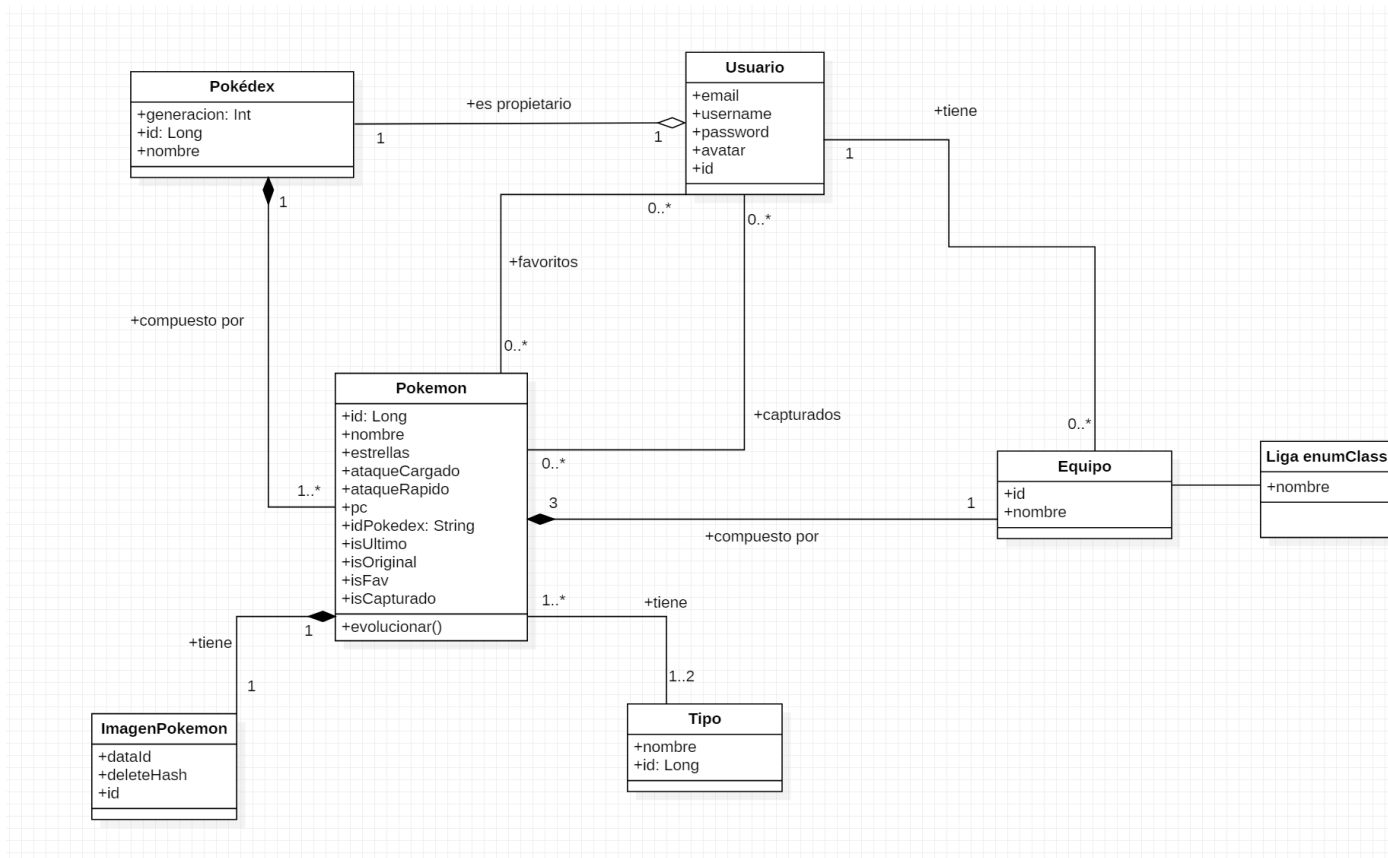 Pokédex
+generacion: Int
+id: Long
+nombre
+es propietario
1
1
Usuario
+email
+username
+password
+avatar
+id
+tiene
1
1
0..*
0..*
+favoritos
+compuesto por
0..*
1..*
+capturados
0..*
0..*
Pokemon
+id: Long
+nombre
+estrellas
+ataqueCargado
+ataqueRapido
+pc
+idPokedex: String
+isUltimo
+isOriginal
+isFav
+isCapturado
+evolucionar()
3
1
+compuesto por
Equipo
+id
+nombre
Liga enumClass
+nombre
1
+tiene
1
1..*
+tiene
1..2
ImagenPokemon
+dataId
+deleteHash
+id
Tipo
+nombre
+id: Long